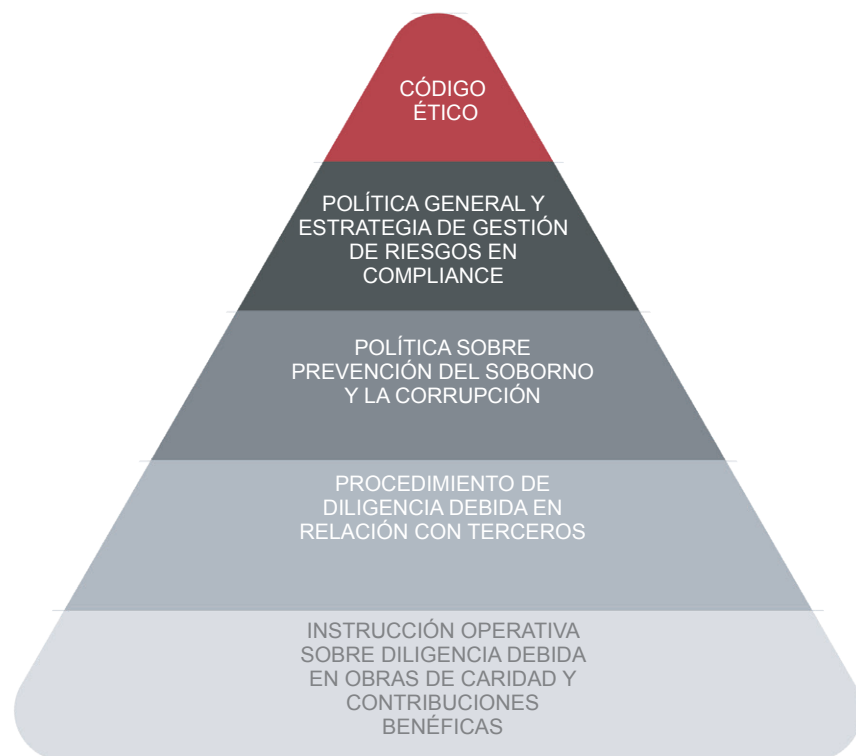 CÓDIGO
ÉTICO
POLÍTICA GENERAL Y
ESTRATEGIA DE GESTIÓN
DE RIESGOS EN
COMPLIANCE
POLÍTICA SOBRE
PREVENCIÓN DEL SOBORNO
Y LA CORRUPCIÓN
PROCEDIMIENTO DE
DILIGENCIA DEBIDA EN
RELACIÓN CON TERCEROS
INSTRUCCIÓN OPERATIVA
SOBRE DILIGENCIA DEBIDA
EN OBRAS DE CARIDAD Y
CONTRIBUCIONES
BENÉFICAS